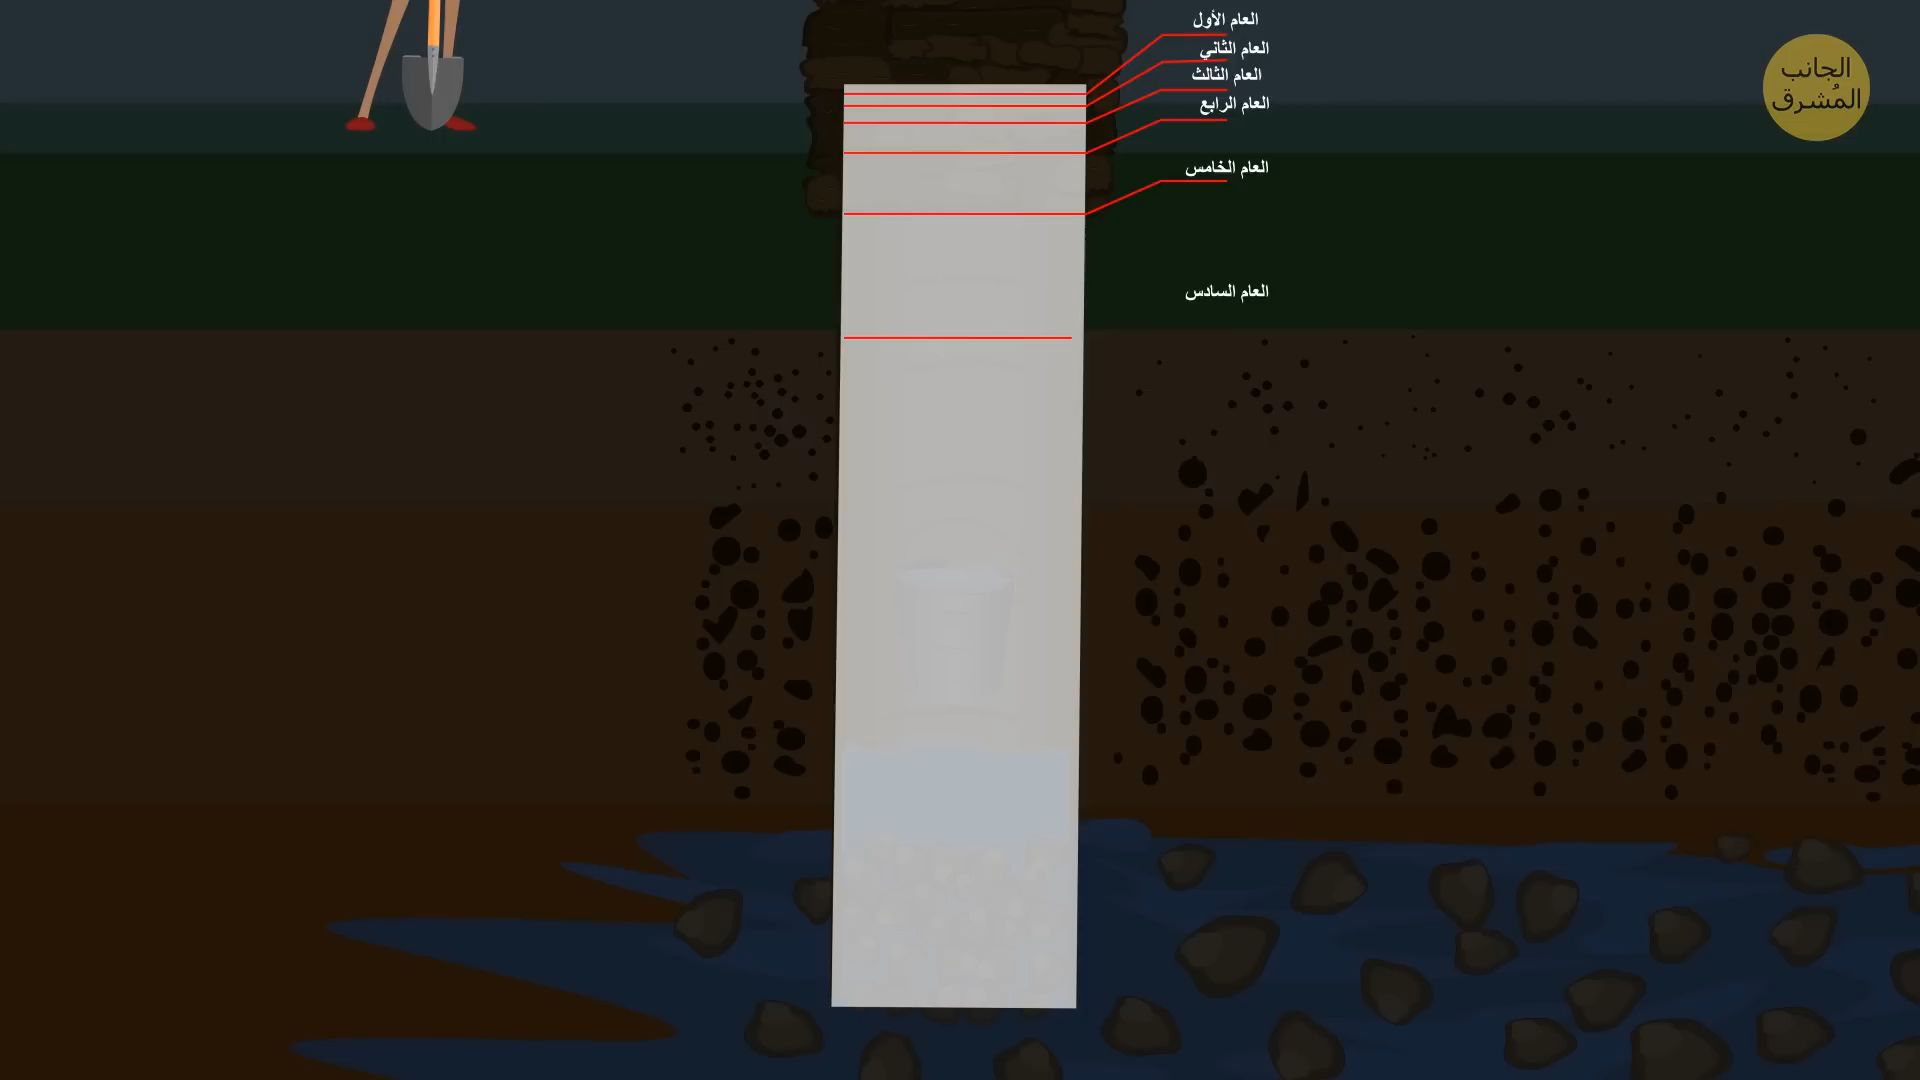 العام الأول
العام الثاني
العام الثالث
العام الرابع
العام الخامس
العام السادس
الجانب
المُشرق